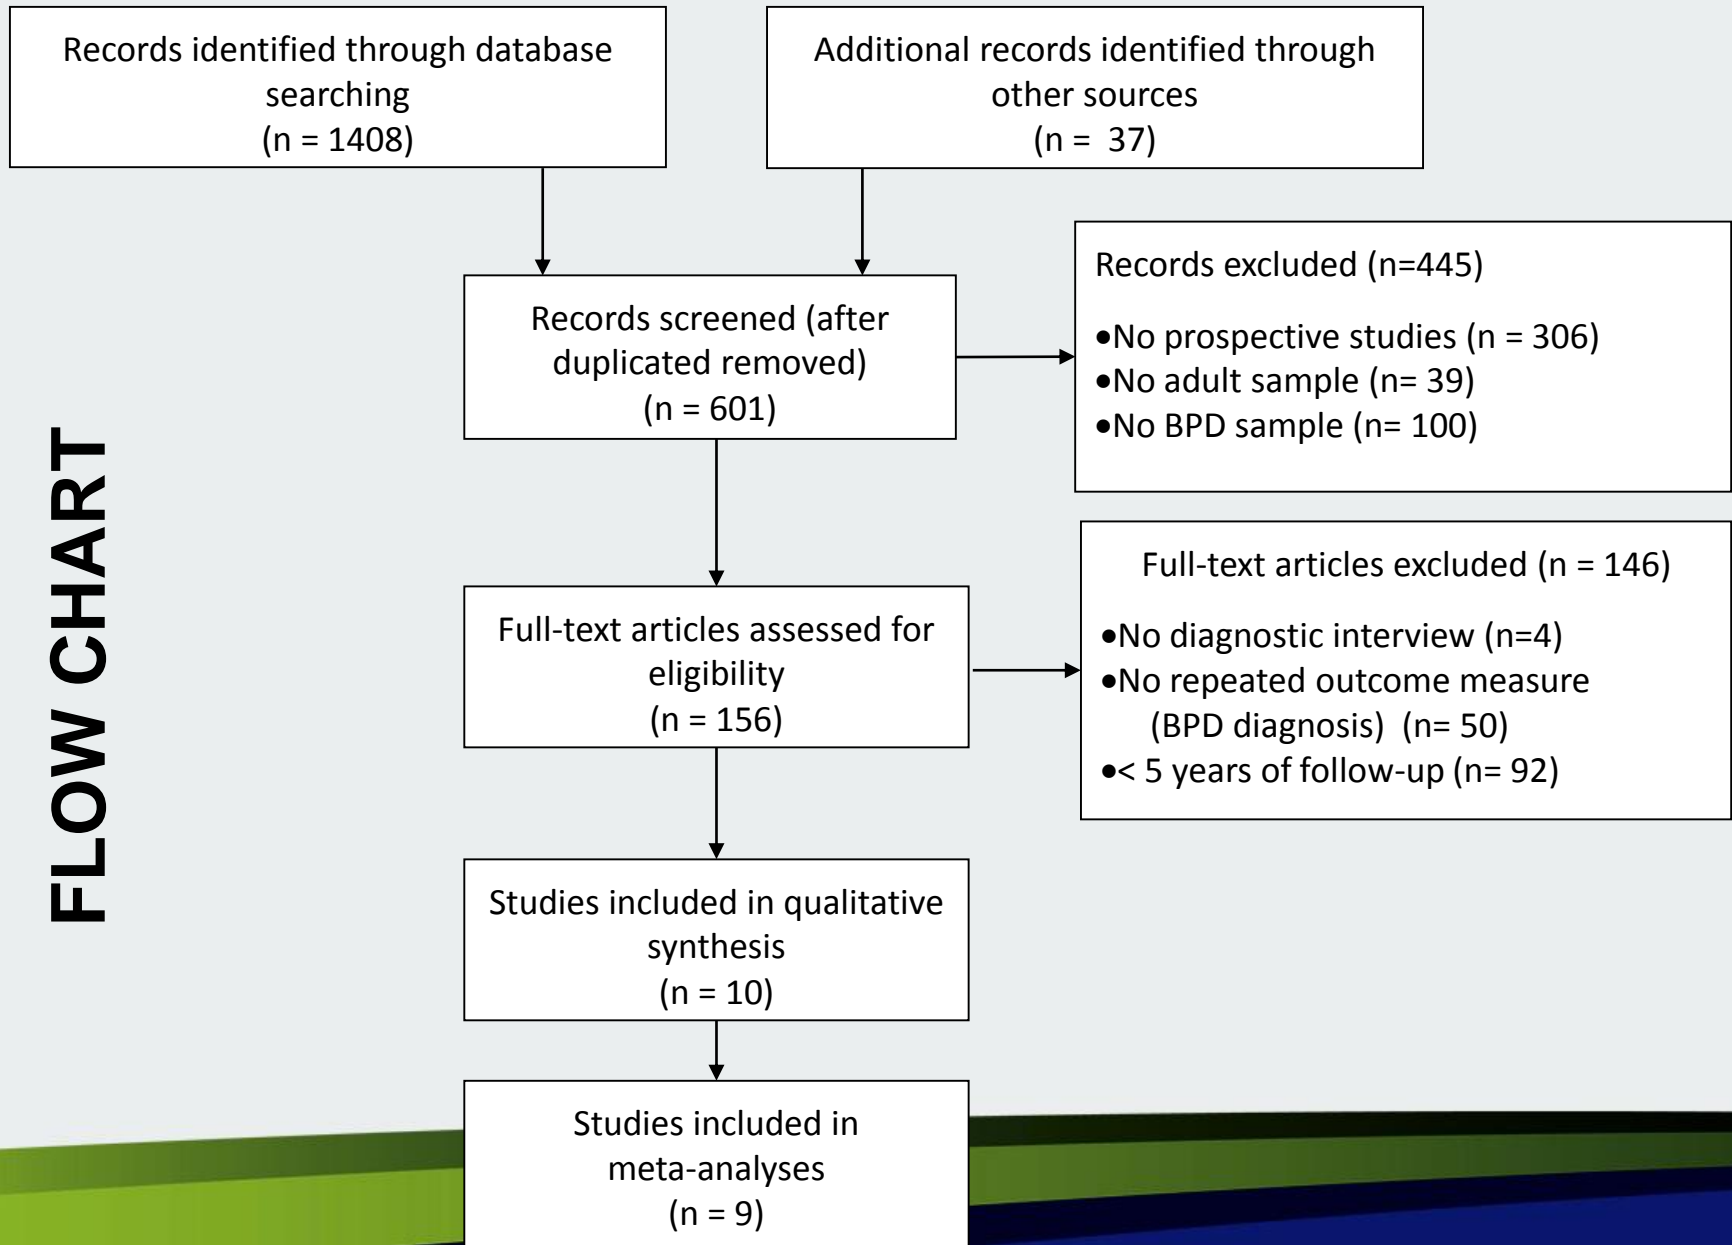 FLOW CHART
Records identified through database
searching
(n = 1408)
Additional records identified through
other sources
(n =  37)
Records screened (after
duplicated removed)
(n = 601)
Records excluded (n=445)
•No prospective studies (n = 306)
•No adult sample (n= 39)
•No BPD sample (n= 100)
Full-text articles assessed for
eligibility
(n = 156)
Full-text articles excluded (n = 146)
•No diagnostic interview (n=4)
•No repeated outcome measure
(BPD diagnosis)  (n= 50)
•< 5 years of follow-up (n= 92)
Studies included in qualitative
synthesis
(n = 10)
Studies included in
meta-analyses
(n = 9)